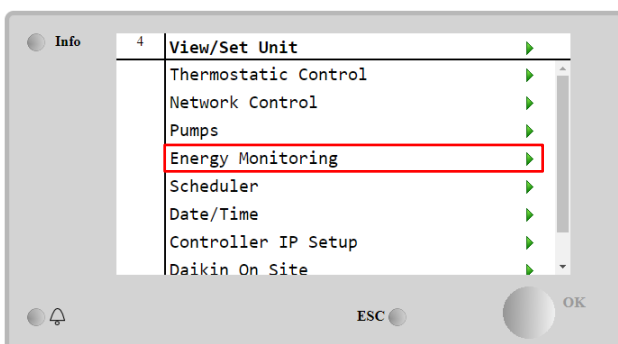 Info
4 View/Set Unit
Thermostatic Control
Network Control
Pumps
Energy Monitoring
Scheduler
Date/Time
Controller IP Setup
Daikin On Site
ESC
OK